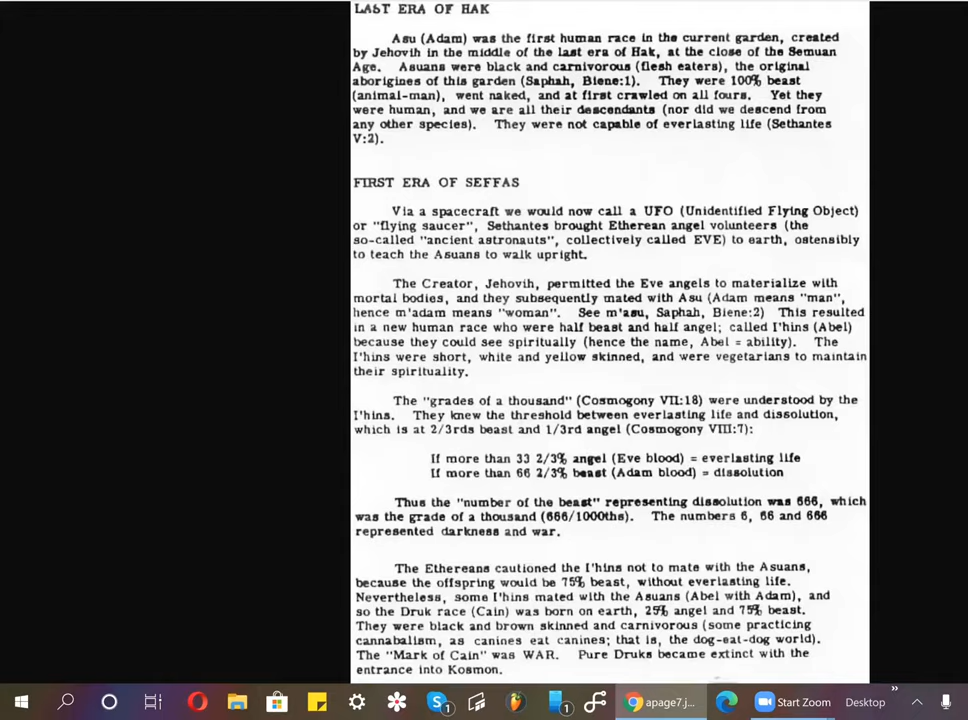 LAST ERA OF HAK
Asu (Adam) was the first human race in the current garden, created
by Jehovih in the middle of the last era of Hak, at the close of the Semuan
Age. Asuans were black and carnivorous (flesh eaters), the original
aborigines of this garden (Saphah, Biene:1). They were 100% beast
(animal-man), went naked, and at first crawled on all fours. Yet they
were human, and we are all their descendants (nor did we descend from
any other species). They were not capable of everlasting life (Sethantes
V:2).
FIRST ERA OF SEFFAS
Via a spacecraft we would now call a UFO (Unidentified Flying Object)
or "flying saucer", Sethantes brought Etherean angel volunteers (the
so-called "ancient astronauts", collectively called EVE) to earth, ostensibly
to teach the Asuans to walk upright.
The Creator, Jehovih, permitted the Eve angels to materialize with
mortal bodies, and they subsequently mated with Asu (Adam means "man",
hence m'adam means "woman". See m'asu, Saphah, Biene:2) This resulted
in a new human race who were half beast and half angel; called I'hins (Abel)
because they could see spiritually (hence the name, Abel = ability). The
I'hins were short, white and yellow skinned, and were vegetarians to maintain
their spirituality.
The "grades of a thousand" (Cosmogony VII:18) were understood by the
I'hins. They knew the threshold between everlasting life and dissolution,
which is at 2/3rds beast and 1/3rd angel (Cosmogony VIII:7):
If more than 33 2/3% angel (Eve blood) = everlasting life
If more than 66 2/3% beast (Adam blood) = dissolution
Thus the "number of the beast" representing dissolution was 666, which
was the grade of a thousand (666/1000ths). The numbers 6, 66 and 666
represented darkness and war.
The Ethereans cautioned the I'hins not to mate with the Asuans,
because the offspring would be 75% beast, without everlasting life.
Nevertheless, some I'hins mated with the Asuans (Abel with Adam), and
so the Druk race (Cain) was born on earth, 25% angel and 75% beast.
They were black and brown skinned and carnivorous (some practicing
cannabalism, as canines eat canines; that is, the dog-eat-dog world).
The "Mark of Cain" was WAR. Pure Druks became extinct with the
entrance into Kosmon.
1 1 apage7.j... Start Zoom Desktop